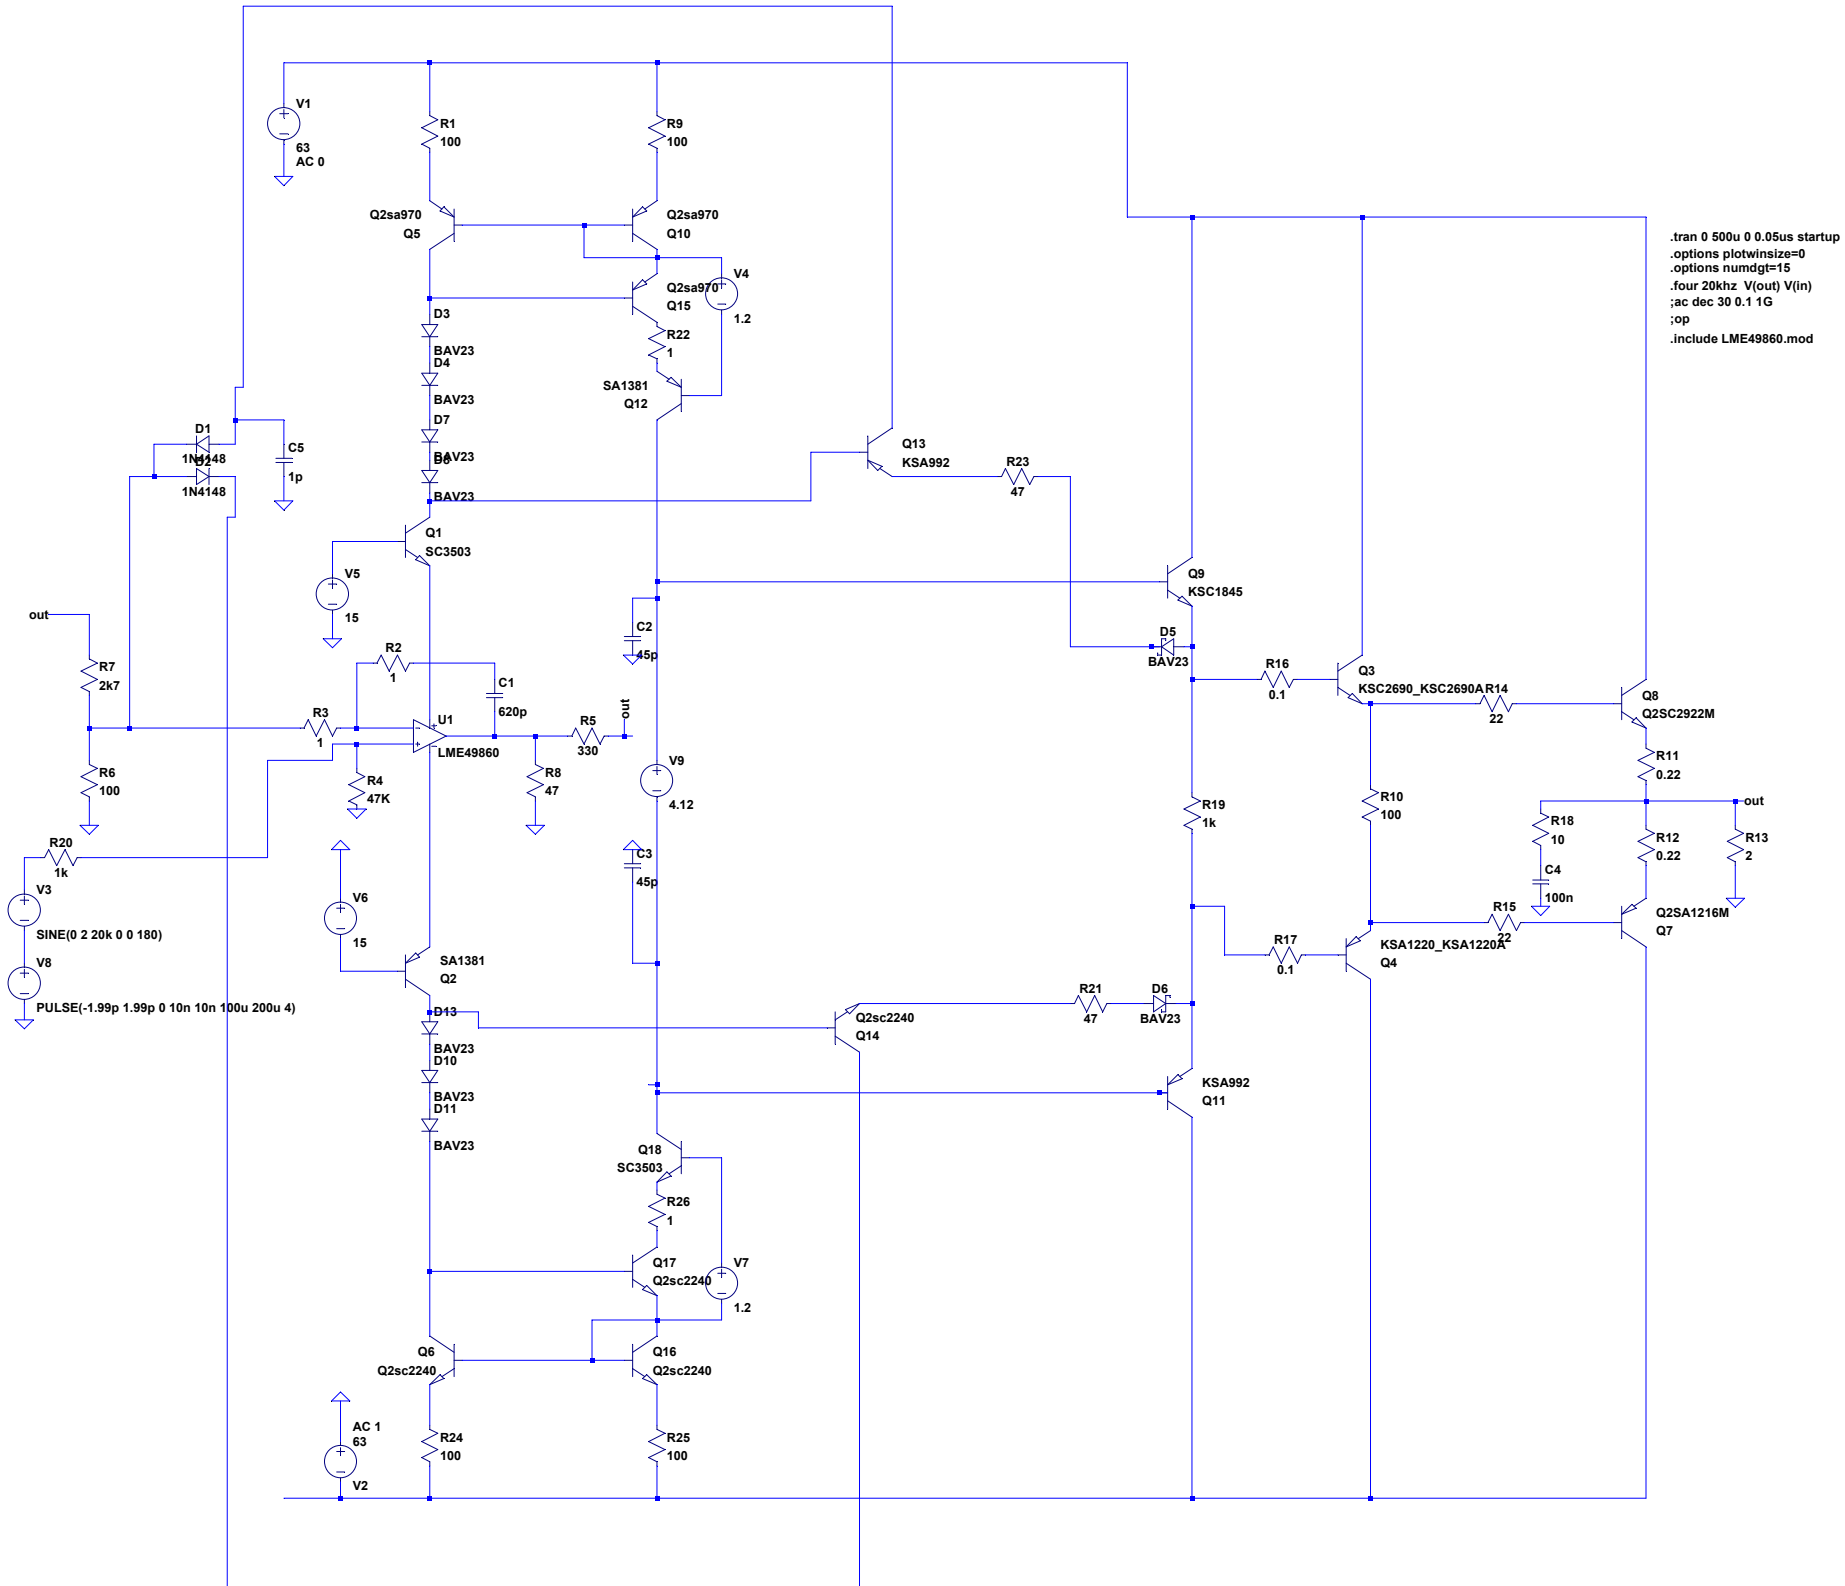 V1
63
AC 0
R1
100
R9
100
Q2sa970
Q5
Q2sa970
Q10
.tran 0 500u 0 0.05us startup
.options plotwinsize=0
.options numdgt=15
.four 20khz V(out) V(in)
;ac dec 30 0.1 1G
;op
.include LME49860.mod
V4
1.2
Q2sa970
Q15
D3
BAV23
R22
1
D4
BAV23
SA1381
Q12
D7
BAV23
D1
1N4148
D2
1N4148
C5
1p
D8
BAV23
Q13
KSA992
R23
47
Q1
SC3503
V5
15
Q9
KSC1845
out
R7
2k7
R2
1
C1
620p
C2
45p
D5
BAV23
R16
0.1
Q3
KSC2690_KSC2690A
R14
22
Q8
Q2SC2922M
R3
1
U1
LME49860
R5
330
out
R6
100
R4
47K
R8
47
V9
4.12
R19
1k
R10
100
R11
0.22
out
R18
10
R12
0.22
R13
2
R20
1k
C3
45p
C4
100n
V3
SINE(0 2 20k 0 0 180)
V6
15
R15
22
Q2SA1216M
Q7
R17
0.1
KSA1220_KSA1220A
Q4
V8
PULSE(-1.99p 1.99p 0 10n 10n 100u 200u 4)
SA1381
Q2
D13
BAV23
Q2sc2240
Q14
R21
47
D6
BAV23
D10
BAV23
D11
BAV23
KSA992
Q11
Q18
SC3503
R26
1
Q17
Q2sc2240
V7
1.2
Q6
Q2sc2240
Q16
Q2sc2240
AC 1
63
V2
R24
100
R25
100